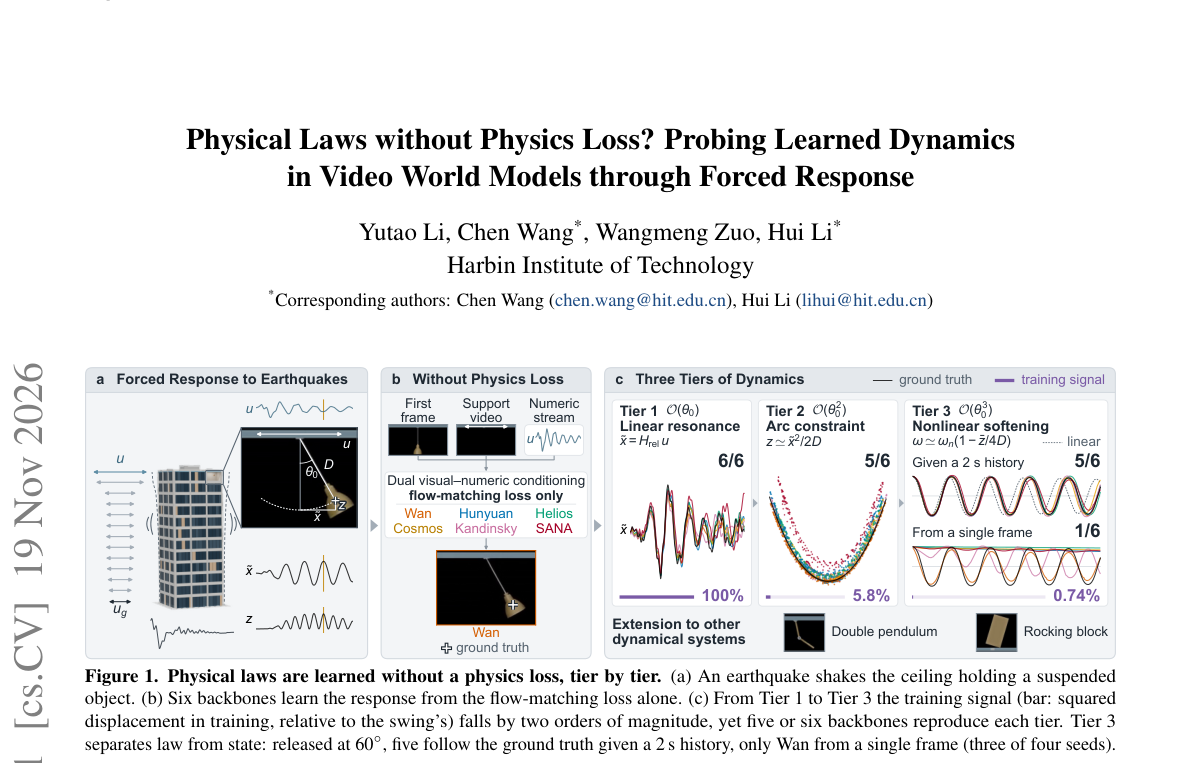 Physical Laws without Physics Loss? Probing Learned Dynamics
in Video World Models through Forced Response
Yutao Li, Chen Wang*, Wangmeng Zuo, Hui Li*
Harbin Institute of Technology
*Corresponding authors: Chen Wang (chen.wang@hit.edu.cn), Hui Li (lihui@hit.edu.cn)
[cs.CV] 19 Nov 2026
a Forced Response to Earthquakes
u
u
u
θ₀
D
z
x̃
x̃
z
u_g
b Without Physics Loss
First frame
Support video
Numeric stream
u
Dual visual–numeric conditioning
flow-matching loss only
Wan Hunyuan Helios
Cosmos Kandinsky SANA
Wan
ground truth
c Three Tiers of Dynamics
ground truth
training signal
Tier 1 O(θ₀)
Linear resonance
x̃ = H_rel u
6/6
x̃
100%
Tier 2 O(θ₀²)
Arc constraint
z ≃ x̃²/2D
5/6
5.8%
Tier 3 O(θ₀³)
Nonlinear softening
ω ≃ ω_n(1 − z̄/4D)
linear
Given a 2 s history 5/6
From a single frame 1/6
0.74%
Extension to other
dynamical systems
Double pendulum
Rocking block
Figure 1. Physical laws are learned without a physics loss, tier by tier. (a) An earthquake shakes the ceiling holding a suspended
object. (b) Six backbones learn the response from the flow-matching loss alone. (c) From Tier 1 to Tier 3 the training signal (bar: squared
displacement in training, relative to the swing's) falls by two orders of magnitude, yet five or six backbones reproduce each tier. Tier 3
separates law from state: released at 60°, five follow the ground truth given a 2 s history, only Wan from a single frame (three of four seeds).